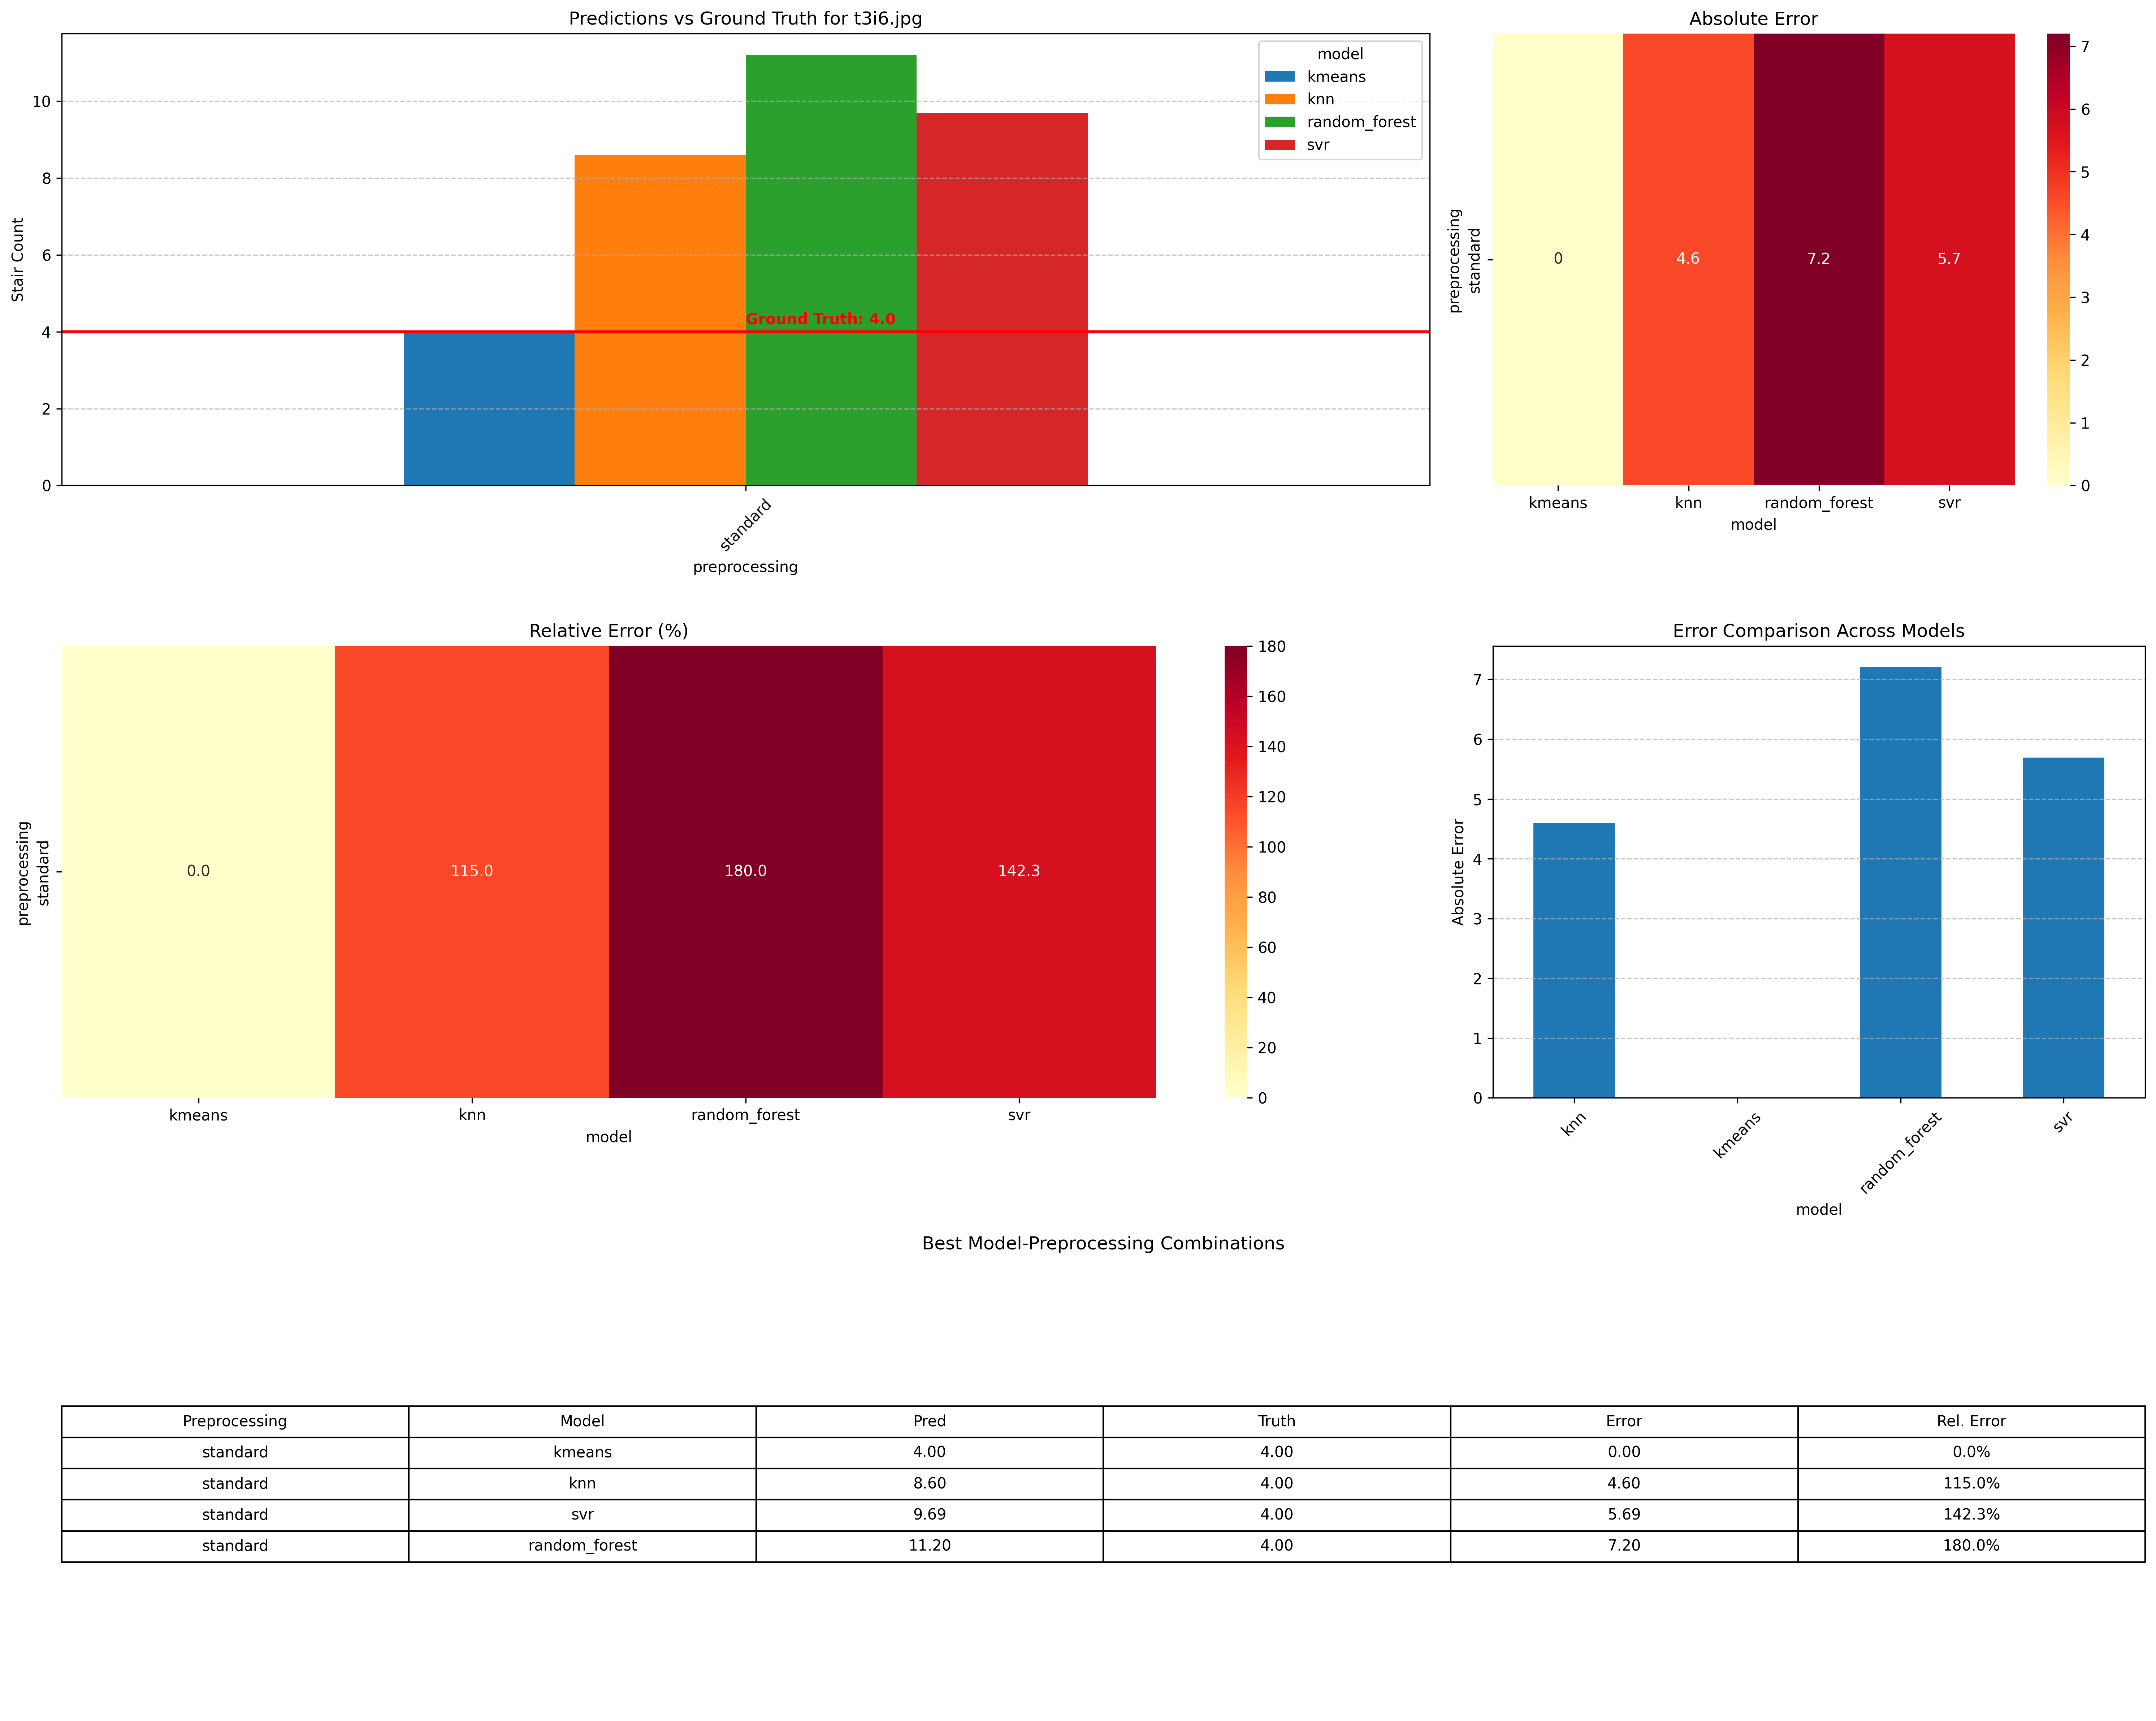 Predictions vs Ground Truth for t3i6.jpg
Stair Count
10
8
6
4
2
0
Ground Truth: 4.0
model
kmeans
knn
random_forest
svr
standard
preprocessing
Absolute Error
preprocessing
standard
0
4.6
7.2
5.7
kmeans
knn
random_forest
svr
model
7
6
5
4
3
2
1
0
Relative Error (%)
preprocessing
standard
0.0
115.0
180.0
142.3
kmeans
knn
random_forest
svr
model
180
160
140
120
100
80
60
40
20
0
Error Comparison Across Models
Absolute Error
7
6
5
4
3
2
1
0
knn
kmeans
random_forest
svr
model
Best Model-Preprocessing Combinations
Preprocessing Model Pred Truth Error Rel. Error
standard kmeans 4.00 4.00 0.00 0.0%
standard knn 8.60 4.00 4.60 115.0%
standard svr 9.69 4.00 5.69 142.3%
standard random_forest 11.20 4.00 7.20 180.0%